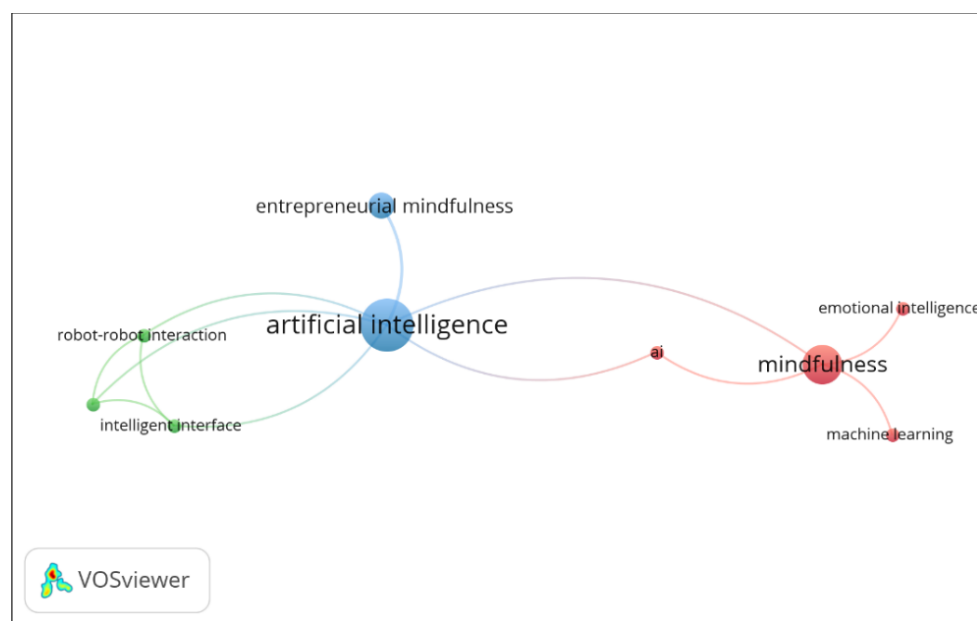 entrepreneurial mindfulness
artificial intelligence
robot-robot interaction
intelligent interface
ai
emotional intelligence
mindfulness
machine learning
VOSviewer